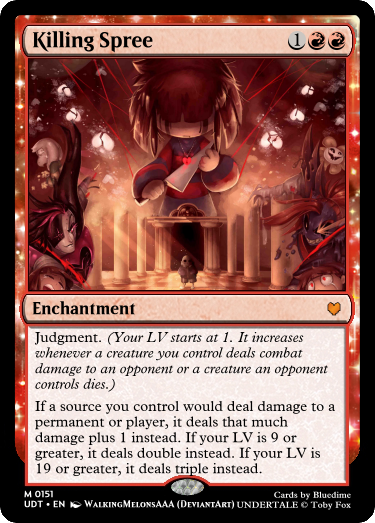 Killing Spree 1
Enchantment
Judgment. (Your LV starts at 1. It increases
whenever a creature you control deals combat
damage to an opponent or a creature an opponent
controls dies.)
If a source you control would deal damage to a
permanent or player, it deals that much
damage plus 1 instead. If your LV is 9 or
greater, it deals double instead. If your LV is
19 or greater, it deals triple instead.
M 0151 Cards by Bluedime
UDT • EN WalkingMelonsAAA (DeviantArt) UNDERTALE © Toby Fox